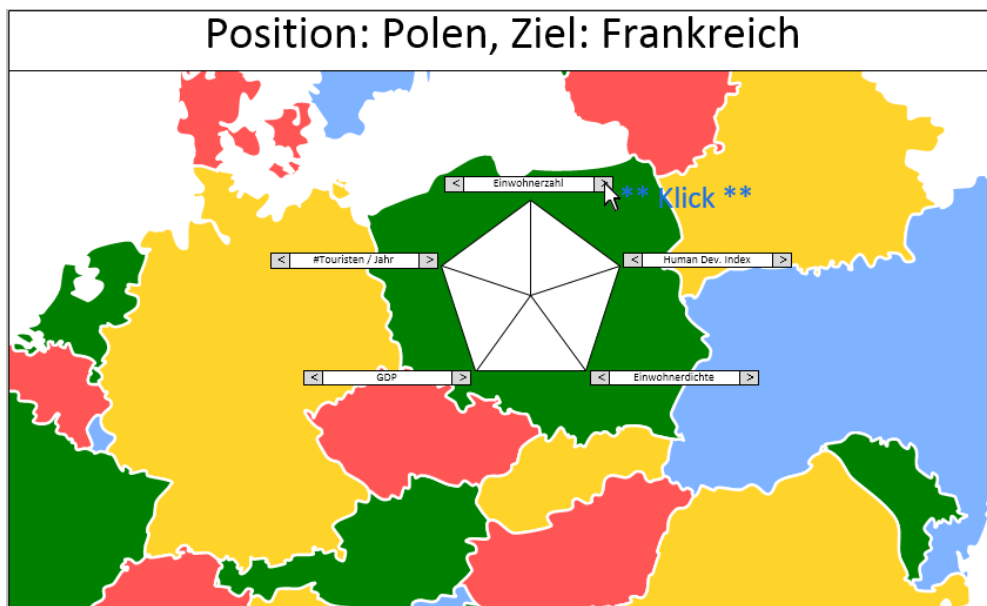 Position: Polen, Ziel: Frankreich
< Einwohnerzahl >
** Klick **
< #Touristen / Jahr >
< Human Dev. Index >
< GDP >
< Einwohnerdichte >